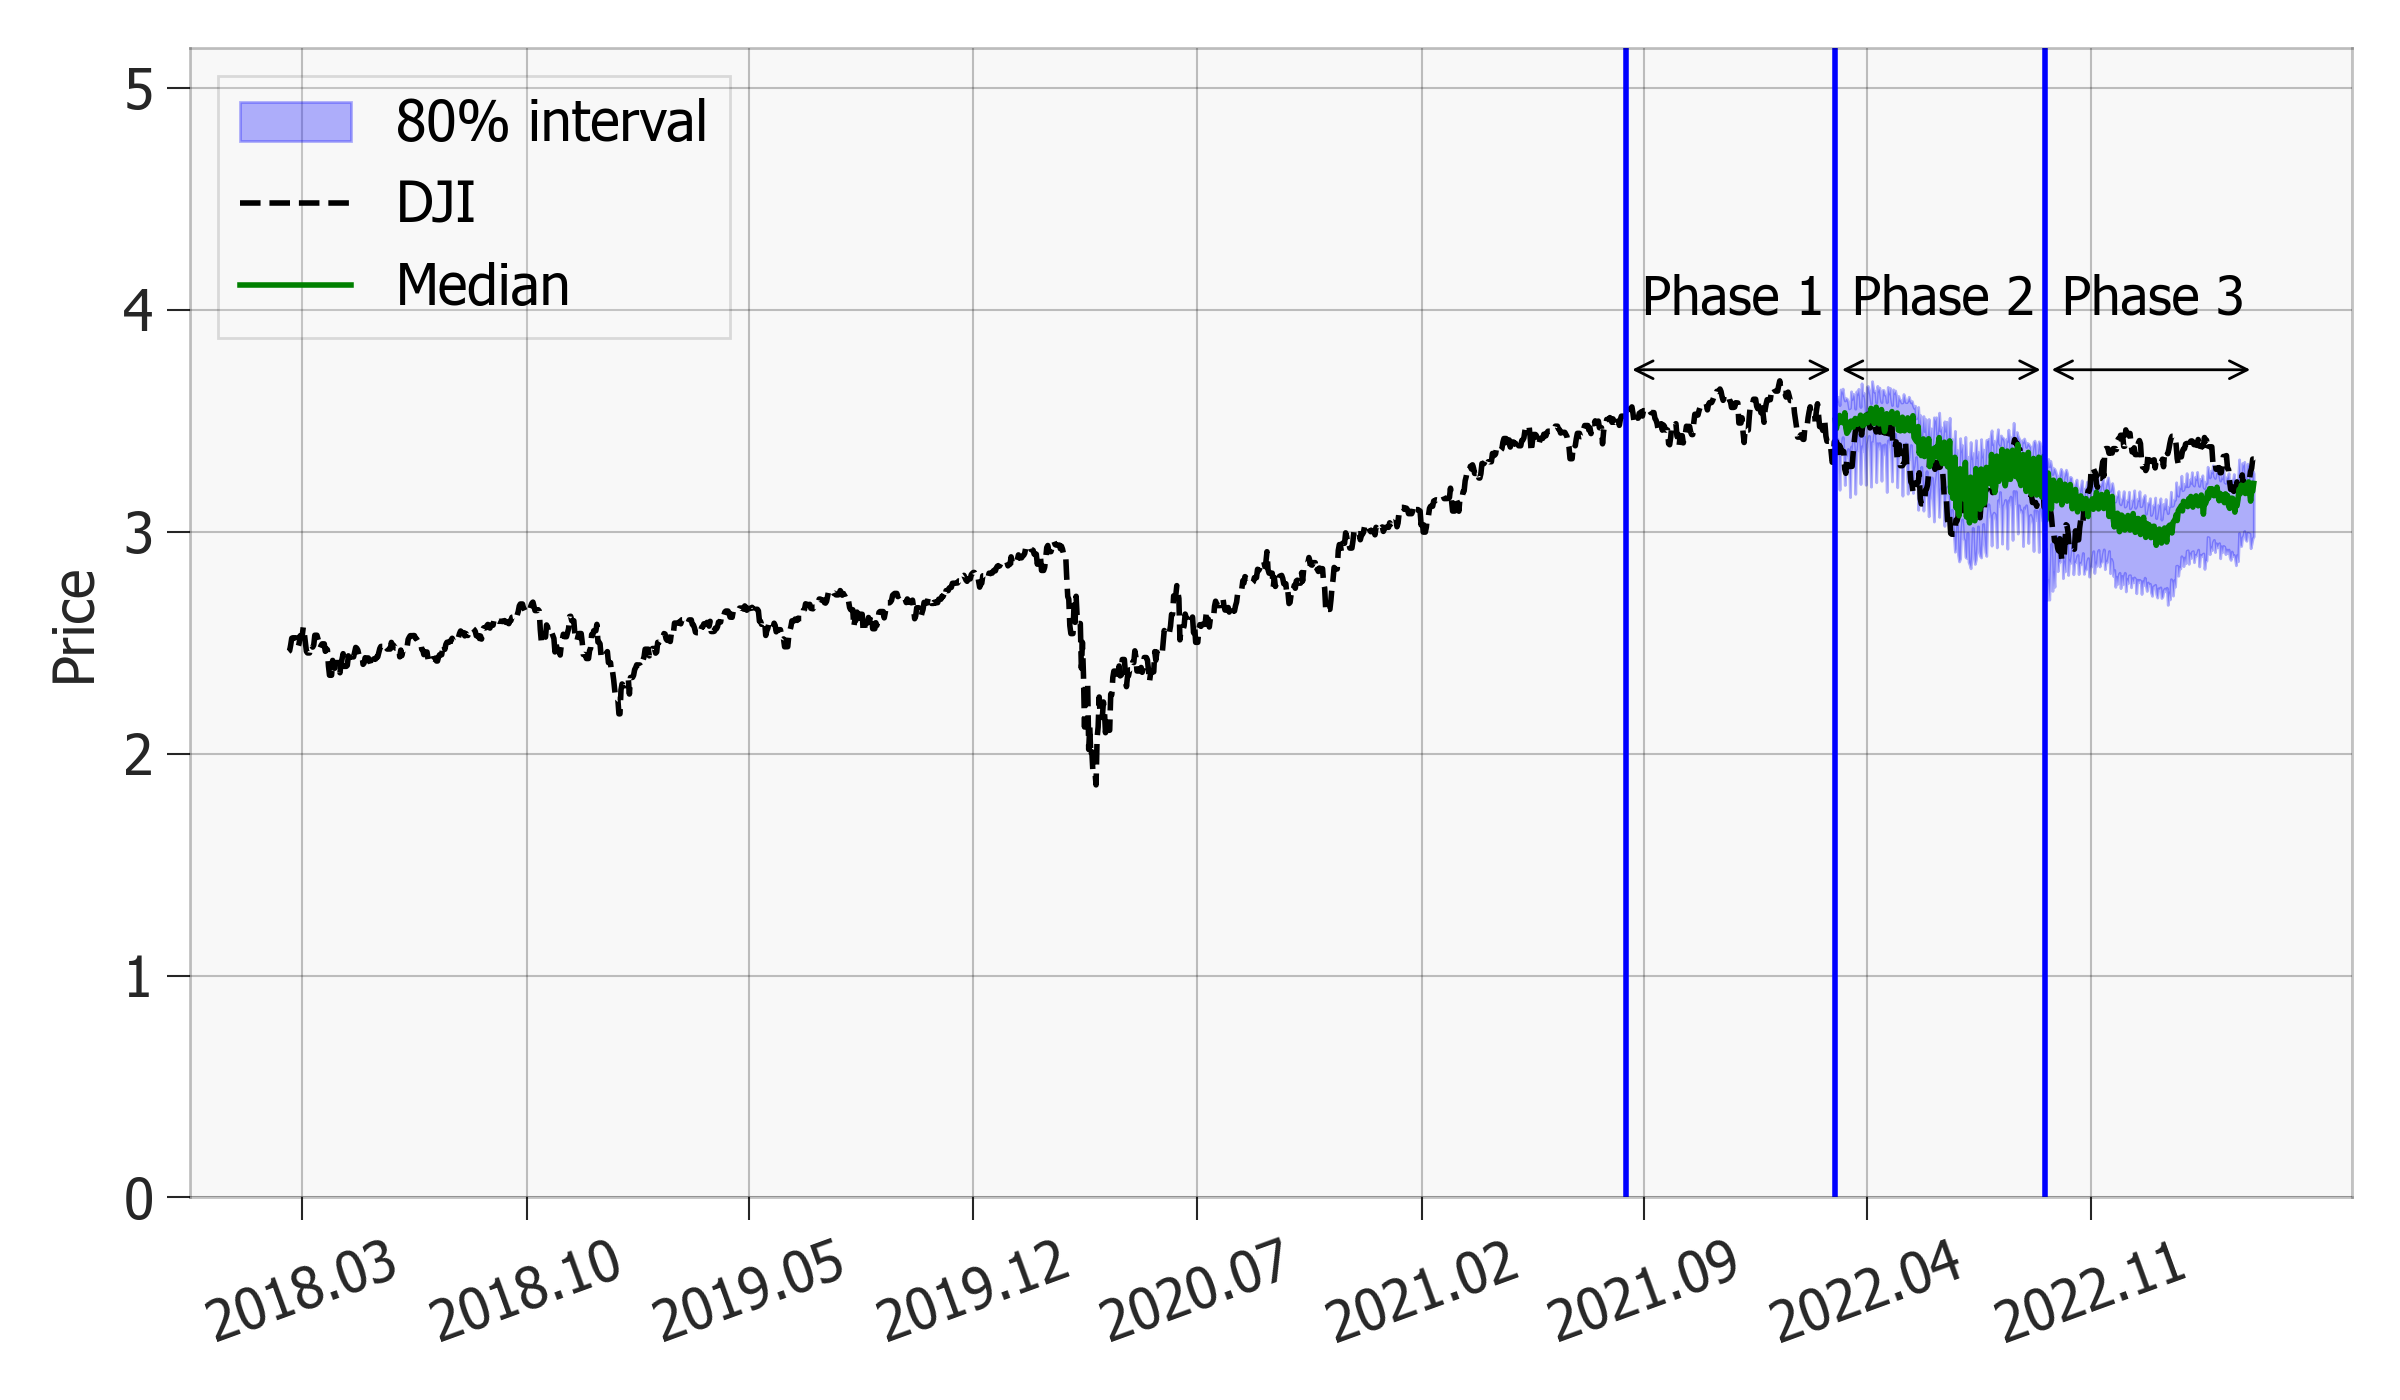 80% interval
DJI
Median
Phase 1
Phase 2
Phase 3
Price
5
4
3
2
1
0
2018.03
2018.10
2019.05
2019.12
2020.07
2021.02
2021.09
2022.04
2022.11